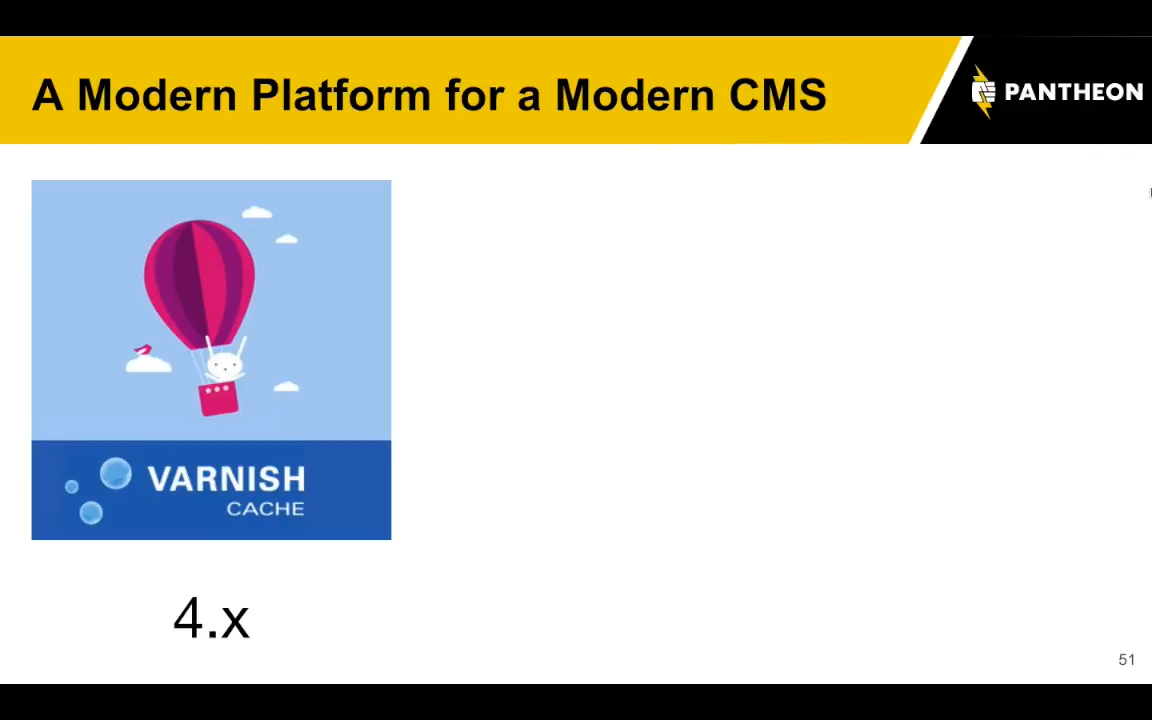 A Modern Platform for a Modern CMS
PANTHEON
VARNISH
CACHE
4.x
51